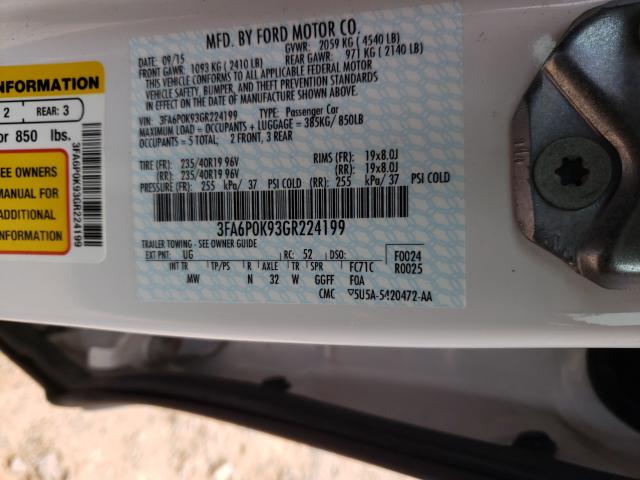 MFD. BY FORD MOTOR CO.
DATE: 09/15 GVWR: 2059 KG ( 4540 LB)
FRONT GAWR: 1093 KG ( 2410 LB) REAR GAWR: 971 KG ( 2140 LB)
THIS VEHICLE CONFORMS TO ALL APPLICABLE FEDERAL MOTOR
VEHICLE SAFETY, BUMPER, AND THEFT PREVENTION STANDARDS
IN EFFECT ON THE DATE OF MANUFACTURE SHOWN ABOVE.
VIN: 3FA6P0K93GR224199 TYPE: Passenger Car
MAXIMUM LOAD = OCCUPANTS + LUGGAGE = 385KG/ 850LB
OCCUPANTS = 5 TOTAL; 2 FRONT, 3 REAR
TIRE (FR): 235/40R19 96V RIMS (FR): 19x8.0J
(RR): 235/40R19 96V (RR): 19x8.0J
PRESSURE (FR): 255 kPa/ 37 PSI COLD (RR): 255 kPa/ 37 PSI COLD
3FA6P0K93GR224199
TRAILER TOWING - SEE OWNER GUIDE
EXT PNT: UG RC: 52 DSO: F0024
R0025
INT TR TP/PS R AXLE TR SPR FC71C
MW N 32 W GGFF F0A
CMC 5U5A-5420472-AA
INFORMATION
2 REAR: 3
or 850 lbs.
SEE OWNERS
ADDITIONAL
INFORMATION
3FA6P0K93GR224199